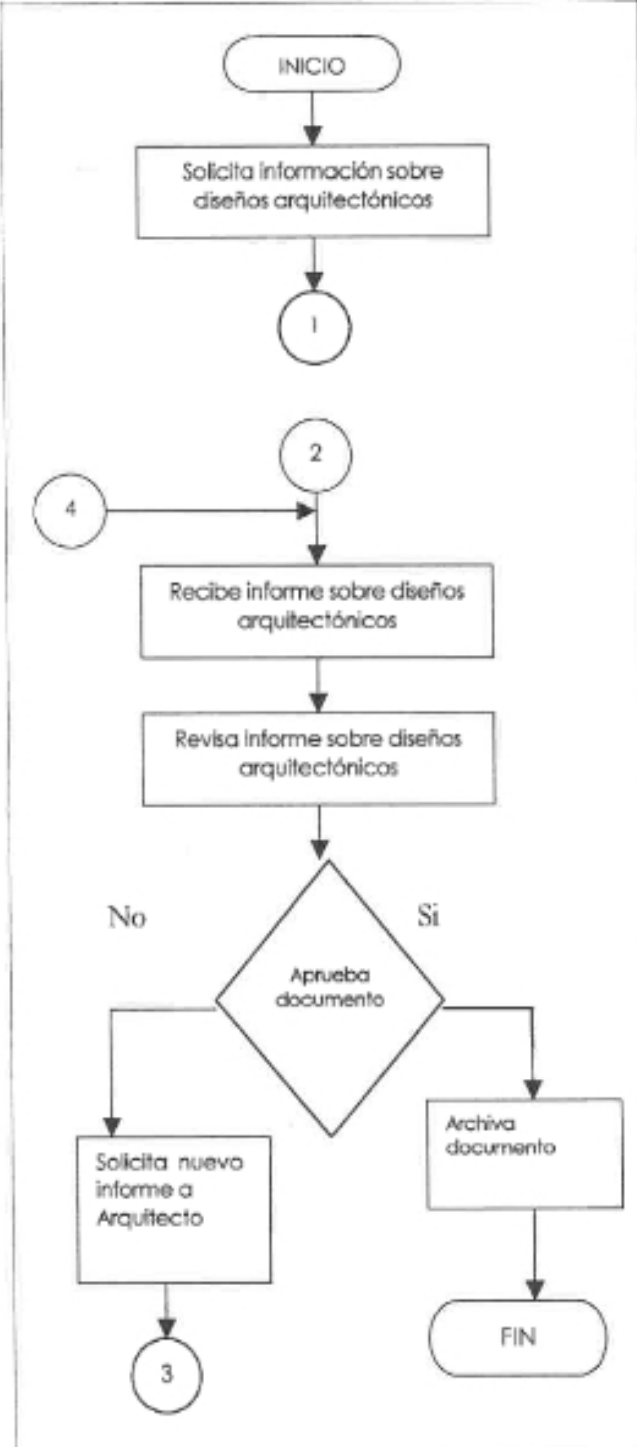 INICIO
Solicita información sobre
diseños arquitectónicos
1
2
4
Recibe informe sobre diseños
arquitectónicos
Revisa informe sobre diseños
arquitectónicos
No
Si
Aprueba
documento
Archiva
documento
Solicita nuevo
informe a
Arquitecto
FIN
3